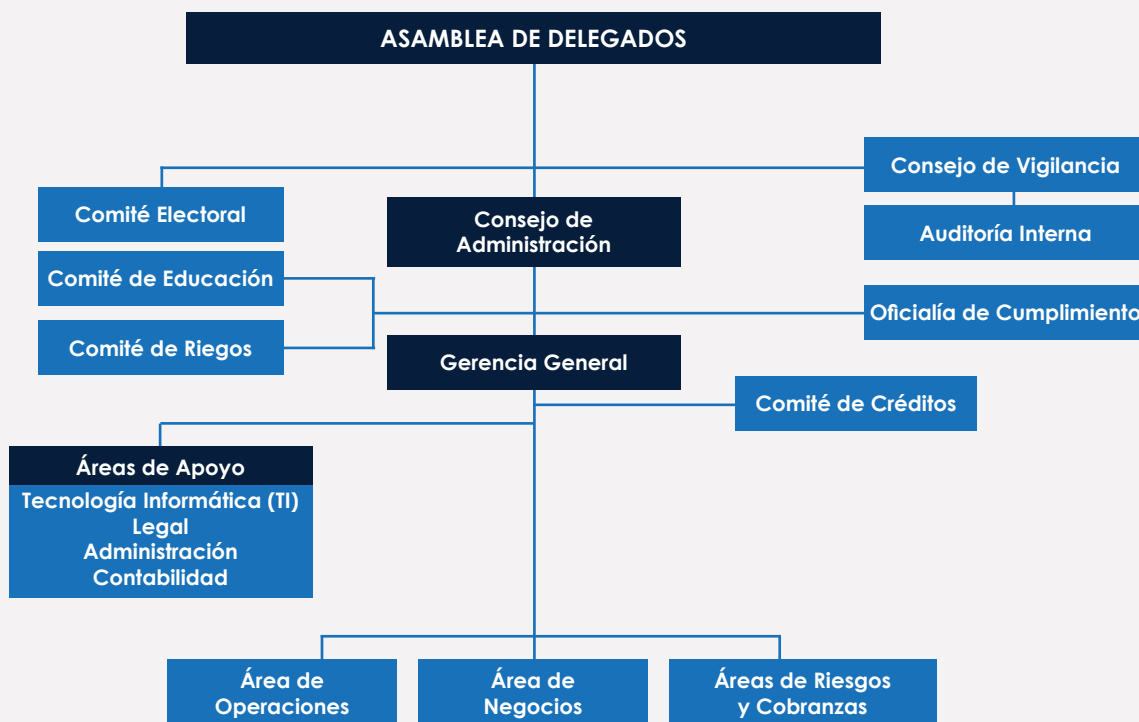 ASAMBLEA DE DELEGADOS
Consejo de Vigilancia
Comité Electoral
Consejo de
Administración
Auditoría Interna
Comité de Educación
Oficialía de Cumplimiento
Comité de Riegos
Gerencia General
Comité de Créditos
Áreas de Apoyo
Tecnología Informática (TI)
Legal
Administración
Contabilidad
Área de
Operaciones
Área de
Negocios
Áreas de Riesgos
y Cobranzas